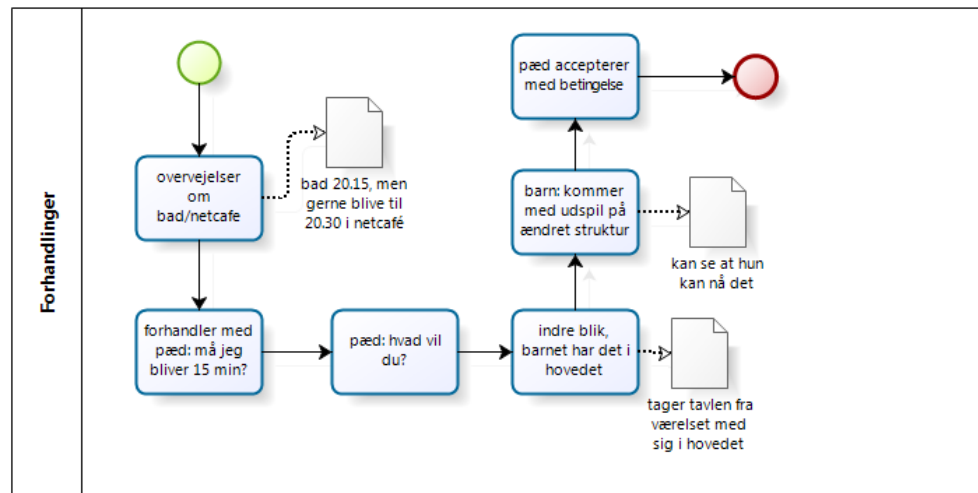 Forhandlinger
overvejelser
om
bad/netcafe
bad 20.15, men
gerne blive til
20.30 i netcafé
forhandler med
pæd: må jeg
bliver 15 min?
pæd: hvad vil
du?
indre blik,
barnet har det i
hovedet
tager tavlen fra
værelset med
sig i hovedet
barn: kommer
med udspil på
ændret struktur
kan se at hun
kan nå det
pæd accepterer
med betingelse